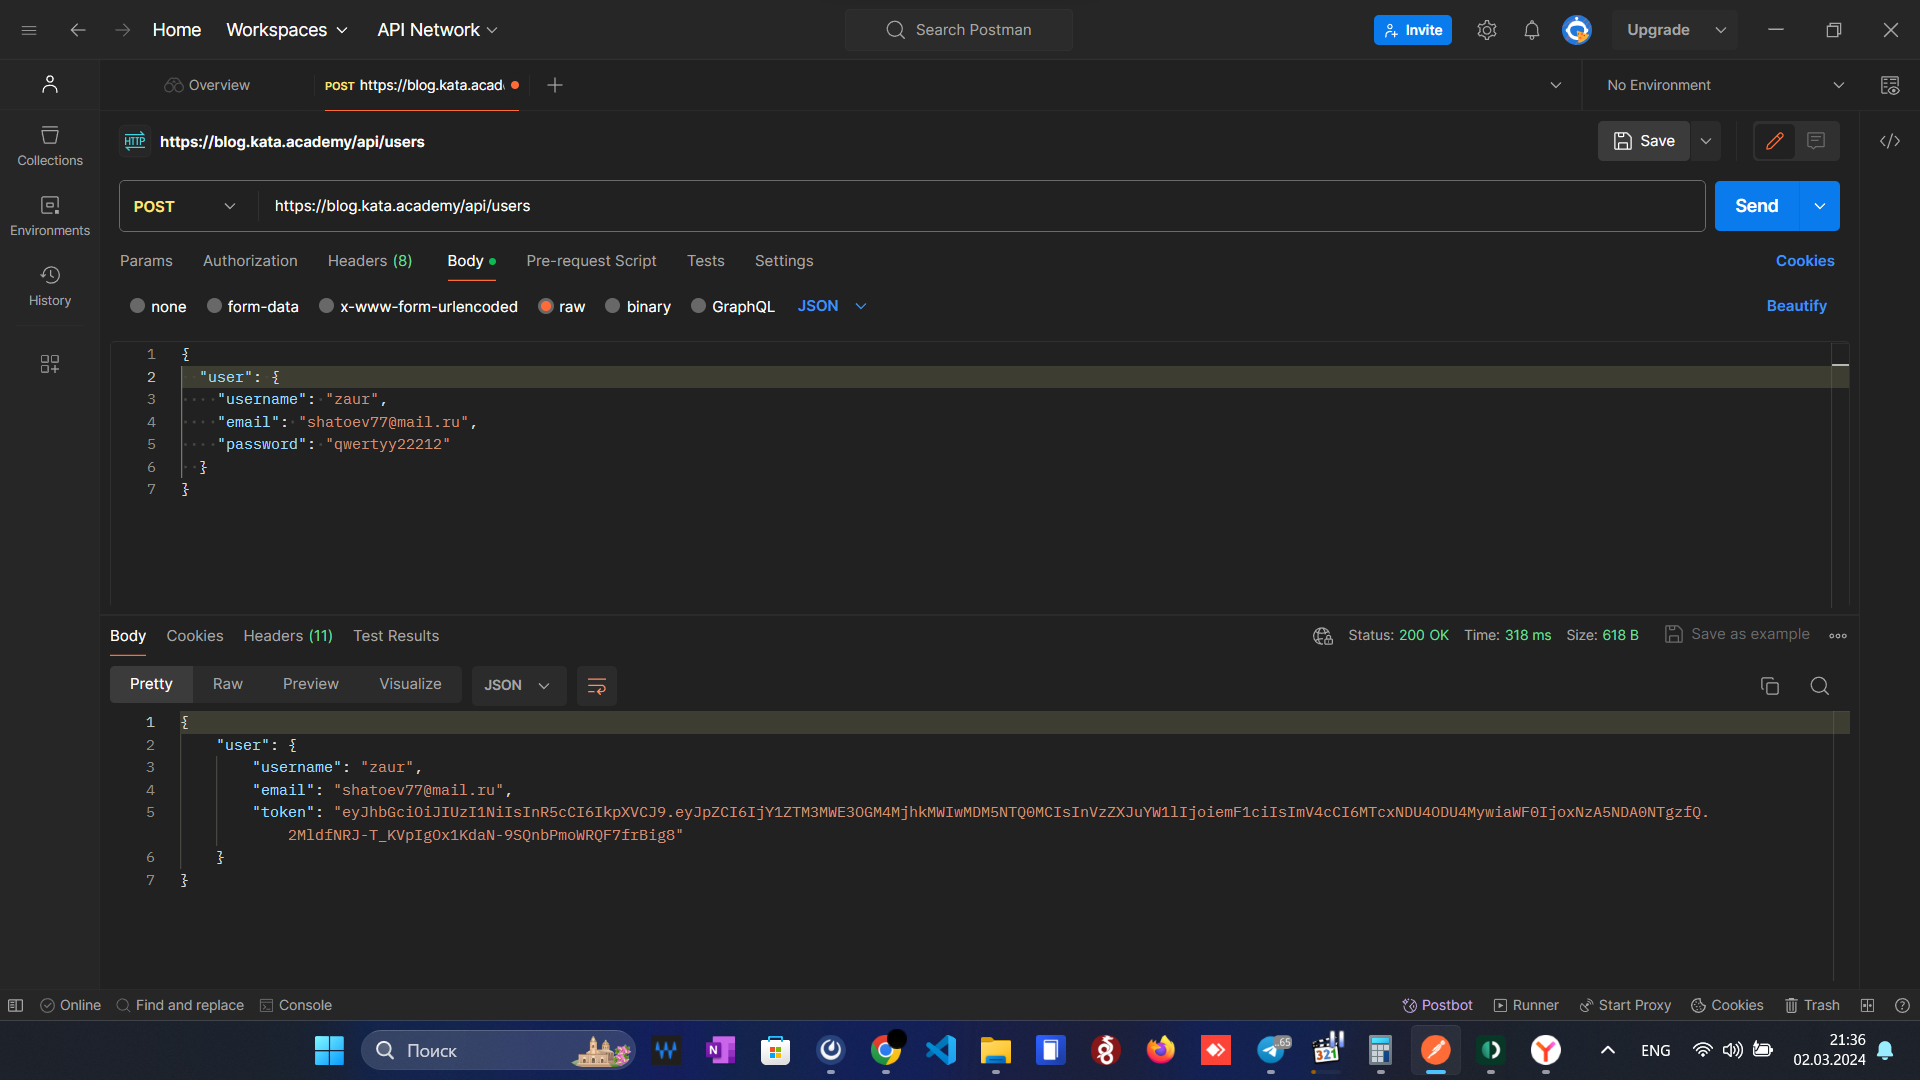 Home
Workspaces
API Network
Search Postman
Invite
Upgrade
Overview
POST https://blog.kata.acad
No Environment
HTTP https://blog.kata.academy/api/users
Save
Collections
Environments
History
POST
https://blog.kata.academy/api/users
Send
Params
Authorization
Headers (8)
Body
Pre-request Script
Tests
Settings
Cookies
none
form-data
x-www-form-urlencoded
raw
binary
GraphQL
JSON
Beautify
1 {
2 "user": {
3 "username": "zaur",
4 "email": "shatoev77@mail.ru",
5 "password": "qwertyy22212"
6 }
7 }
Body
Cookies
Headers (11)
Test Results
Status: 200 OK
Time: 318 ms
Size: 618 B
Save as example
Pretty
Raw
Preview
Visualize
JSON
1 {
2 "user": {
3 "username": "zaur",
4 "email": "shatoev77@mail.ru",
5 "token": "eyJhbGciOiJIUzI1NiIsInR5cCI6IkpXVCJ9.eyJpZCI6IjY1ZTM3MWE3OGM4MjhkMWIwMDM5NTQ0MCIsInVzZXJuYW1lIjoiemF1ciIsImV4cCI6MTcxNDU4ODU4MywiaWF0IjoxNzA5NDA0NTgzfQ.
2MldfNRJ-T_KVpIgOx1KdaN-9SQnbPmoWRQF7frBig8"
6 }
7 }
Online
Find and replace
Console
Postbot
Runner
Start Proxy
Cookies
Trash
Поиск
N
65
321
ENG
21:36
02.03.2024